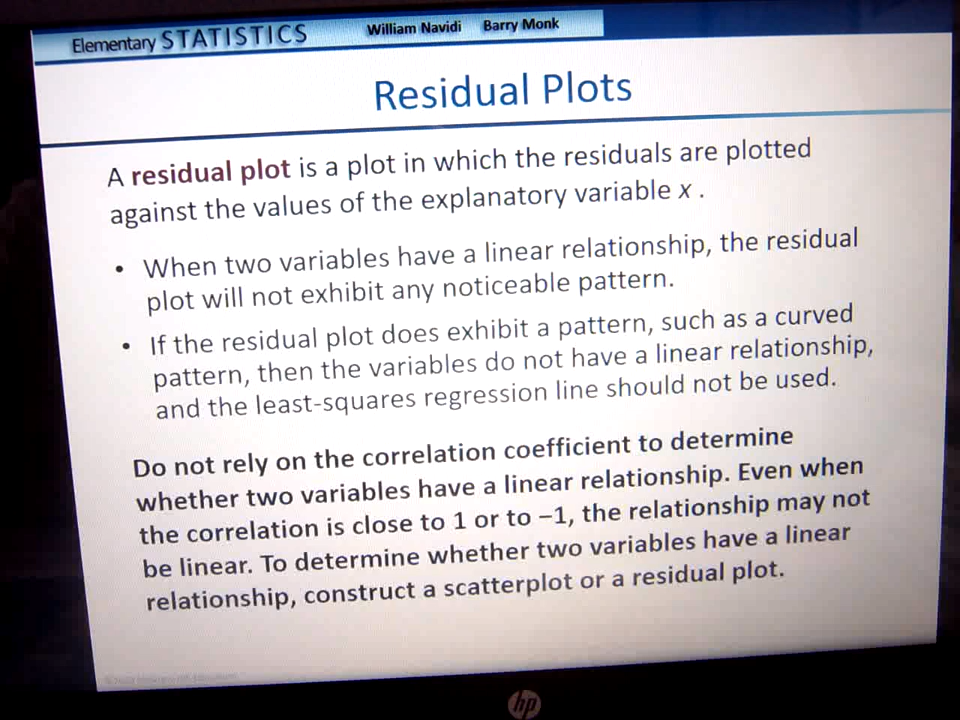 Elementary STATISTICS William Navidi Barry Monk
Residual Plots
A residual plot is a plot in which the residuals are plotted
against the values of the explanatory variable x .
• When two variables have a linear relationship, the residual
plot will not exhibit any noticeable pattern.
• If the residual plot does exhibit a pattern, such as a curved
pattern, then the variables do not have a linear relationship,
and the least-squares regression line should not be used.
Do not rely on the correlation coefficient to determine
whether two variables have a linear relationship. Even when
the correlation is close to 1 or to –1, the relationship may not
be linear. To determine whether two variables have a linear
relationship, construct a scatterplot or a residual plot.
hp